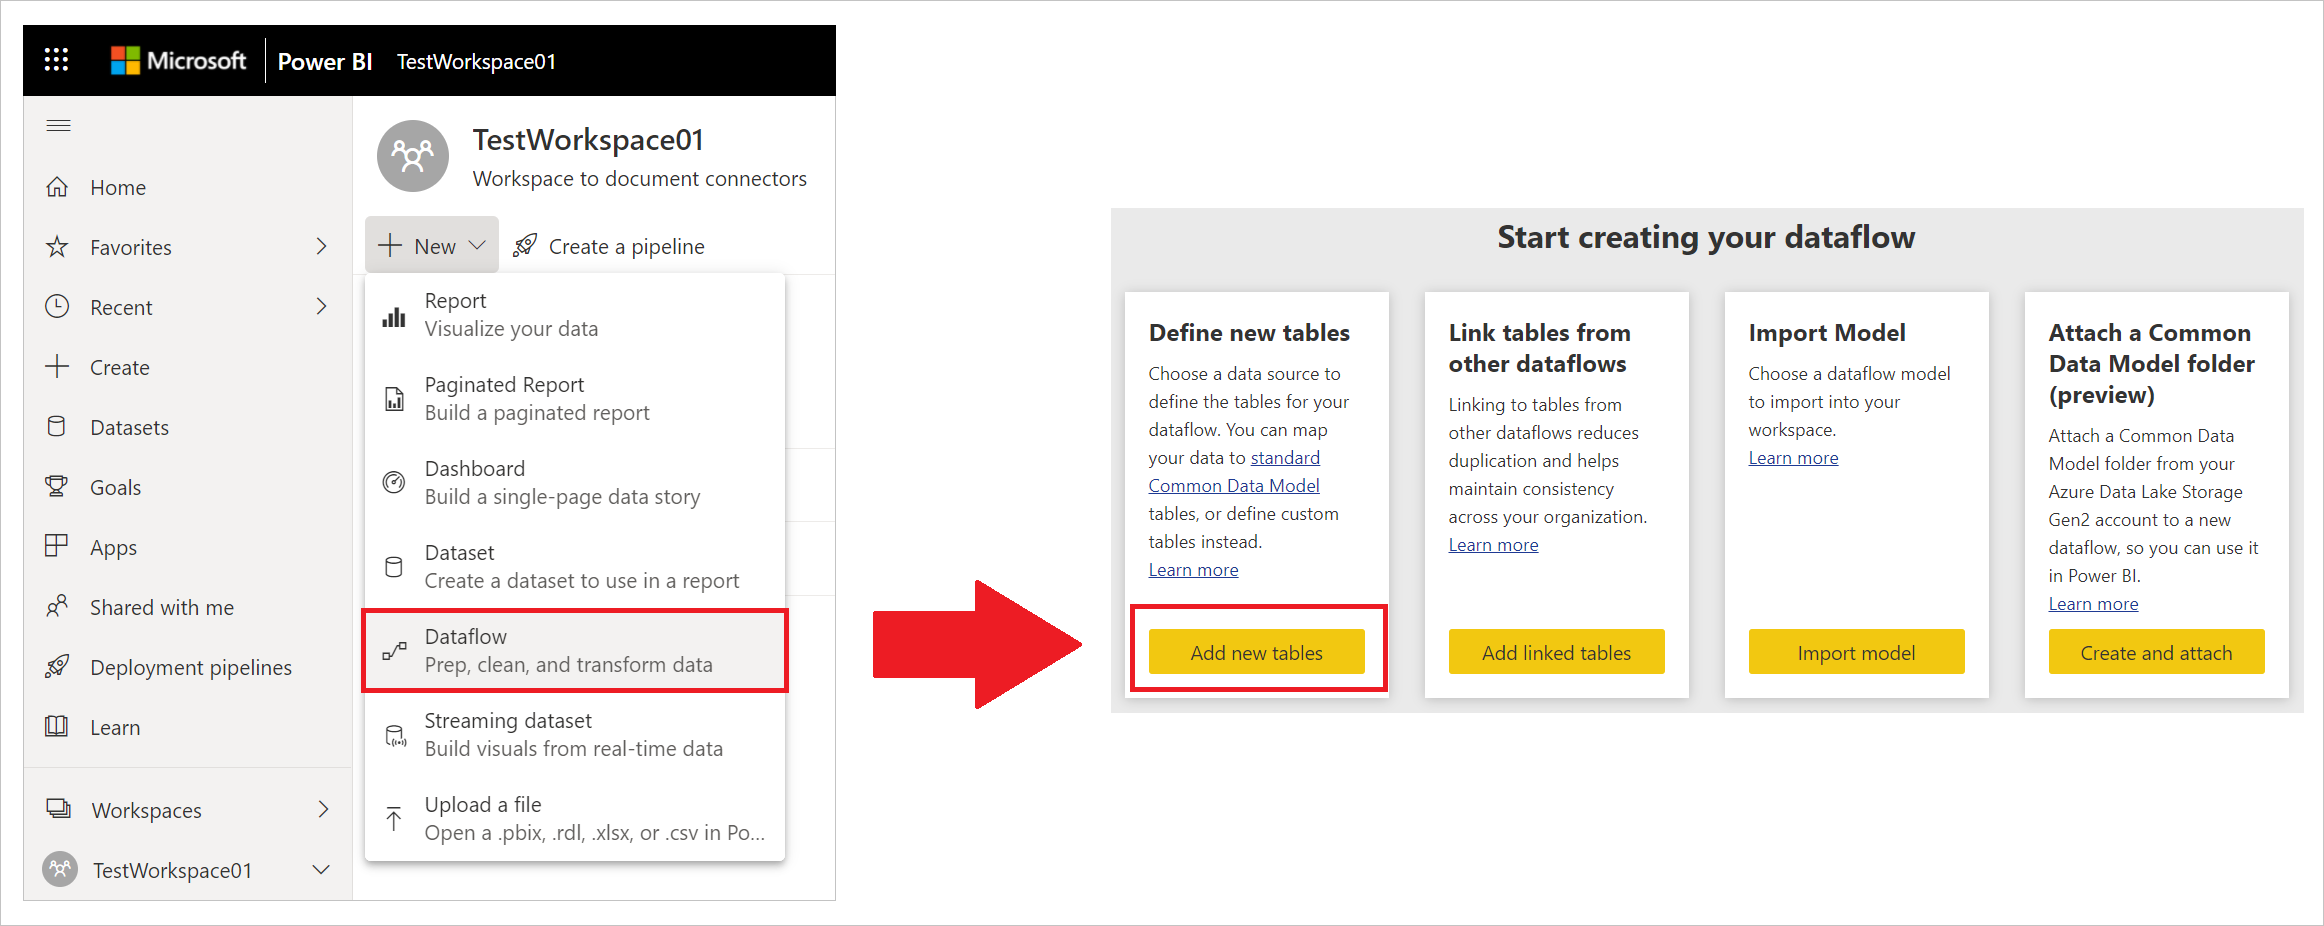 Microsoft Power BI TestWorkspace01
TestWorkspace01
Workspace to document connectors
New Create a pipeline
Home
Favorites
Recent
Create
Datasets
Goals
Apps
Shared with me
Deployment pipelines
Learn
Workspaces
TestWorkspace01
Report
Visualize your data
Paginated Report
Build a paginated report
Dashboard
Build a single-page data story
Dataset
Create a dataset to use in a report
Dataflow
Prep, clean, and transform data
Streaming dataset
Build visuals from real-time data
Upload a file
Open a .pbix, .rdl, .xlsx, or .csv in Po...
Start creating your dataflow
Define new tables
Choose a data source to
define the tables for your
dataflow. You can map
your data to standard
Common Data Model
tables, or define custom
tables instead.
Learn more
Add new tables
Link tables from
other dataflows
Linking to tables from
other dataflows reduces
duplication and helps
maintain consistency
across your organization.
Learn more
Add linked tables
Import Model
Choose a dataflow model
to import into your
workspace.
Learn more
Import model
Attach a Common
Data Model folder
(preview)
Attach a Common Data
Model folder from your
Azure Data Lake Storage
Gen2 account to a new
dataflow, so you can use it
in Power BI.
Learn more
Create and attach